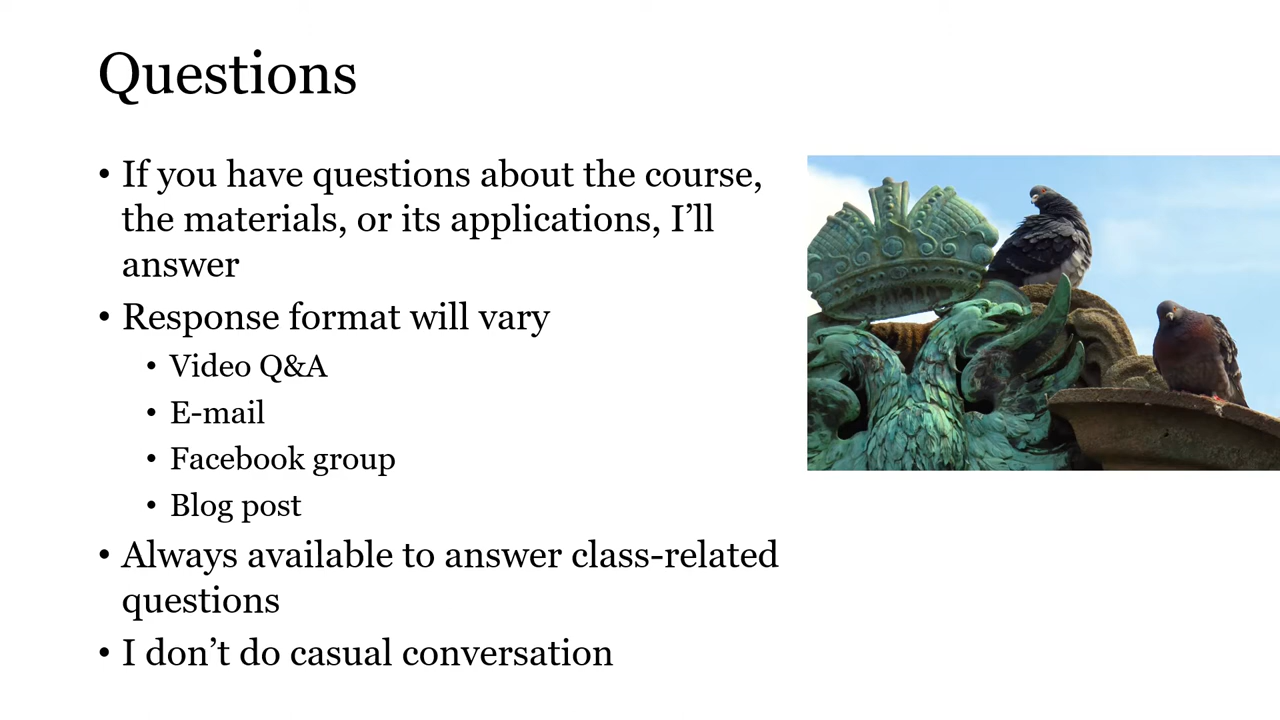 Questions
• If you have questions about the course,
the materials, or its applications, I’ll
answer
• Response format will vary
• Video Q&A
• E-mail
• Facebook group
• Blog post
• Always available to answer class-related
questions
• I don’t do casual conversation